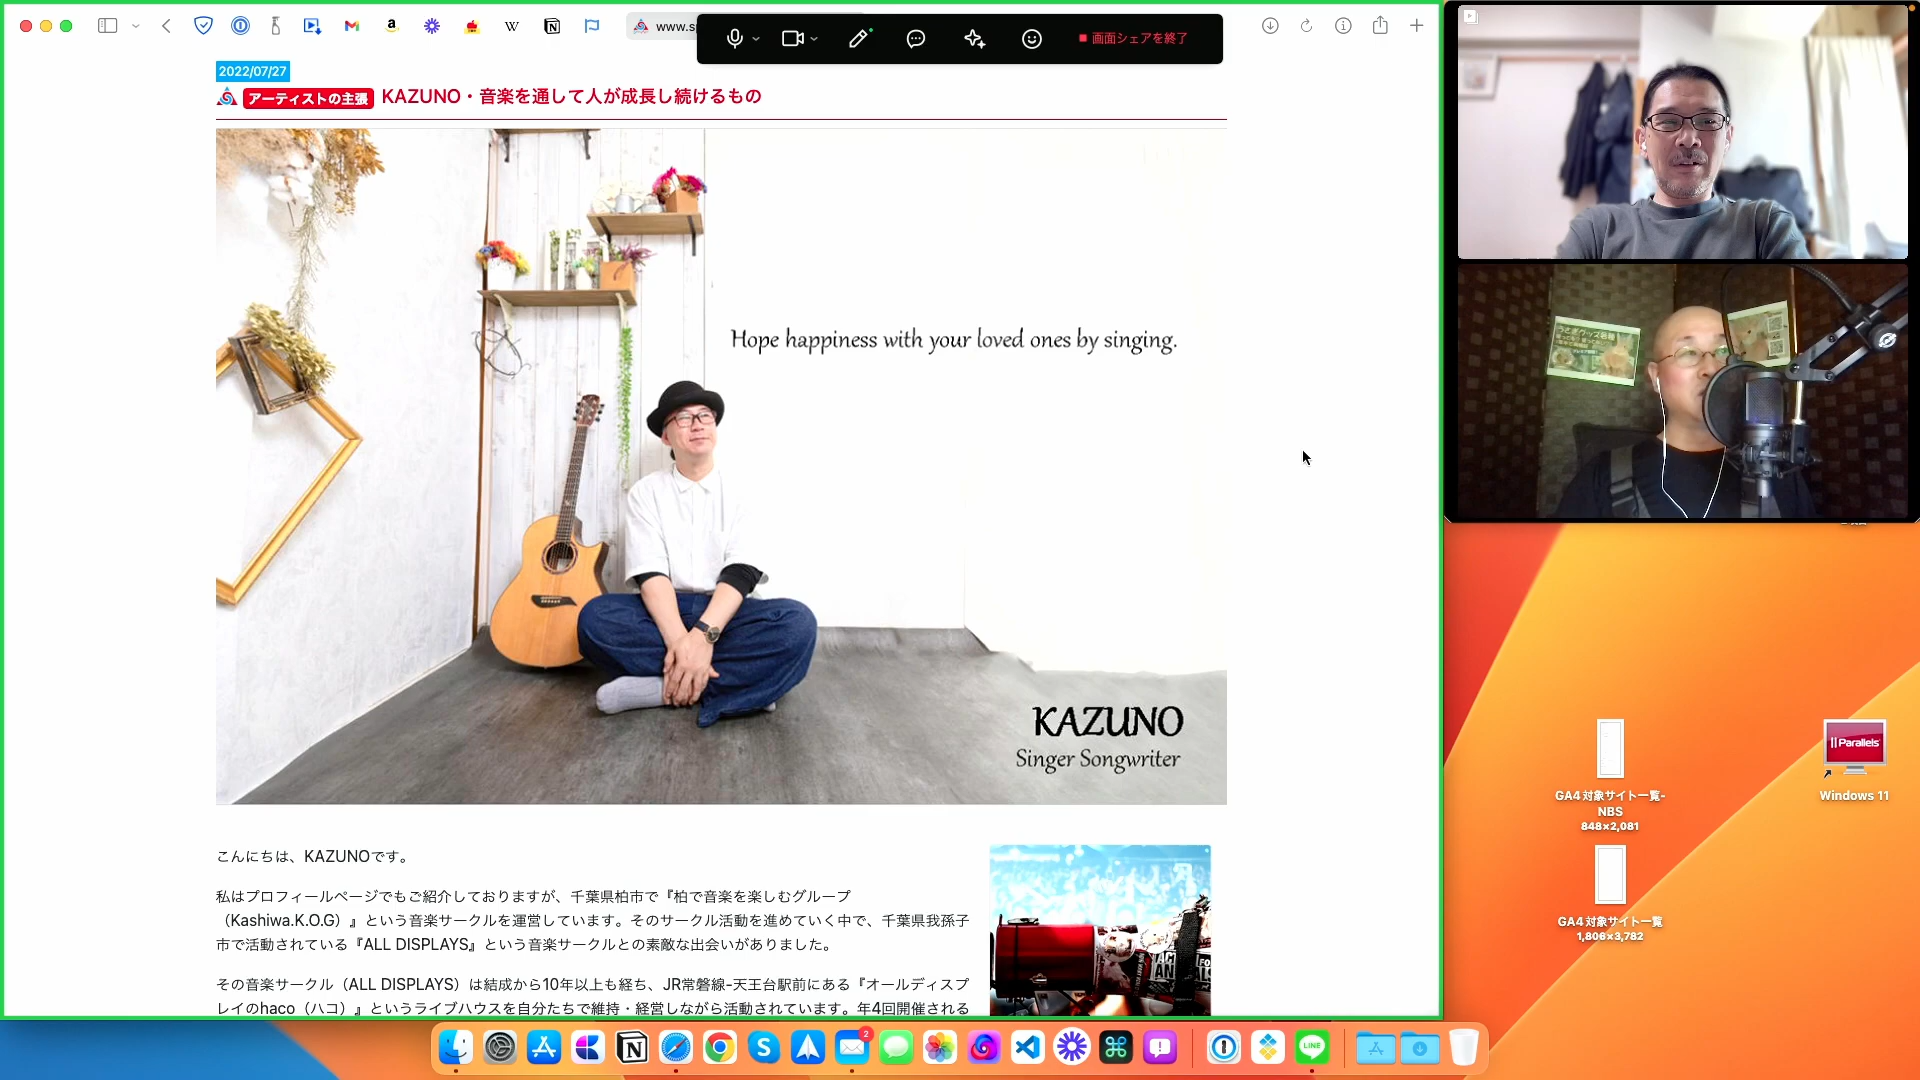 www.s
画面シェアを終了
2022/07/27
アーティストの主張 KAZUNO・音楽を通して人が成長し続けるもの
Hope happiness with your loved ones by singing.
KAZUNO
Singer Songwriter
こんにちは、KAZUNOです。
私はプロフィールページでもご紹介しておりますが、千葉県柏市で『柏で音楽を楽しむグループ
（Kashiwa.K.O.G）』という音楽サークルを運営しています。そのサークル活動を進めていく中で、千葉県我孫子
市で活動されている『ALL DISPLAYS』という音楽サークルとの素敵な出会いがありました。
その音楽サークル（ALL DISPLAYS）は結成から10年以上も経ち、JR常磐線-天王台駅前にある『オールディスプ
レイのhaco（ハコ）』というライブハウスを自分たちで維持・経営しながら活動されています。年4回開催される
うさぎグッズ名鑑
Parallels
Windows 11
GA4 対象サイト一覧-
NBS
848×2,081
GA4 対象サイト一覧
1,806×3,782
2
LINE